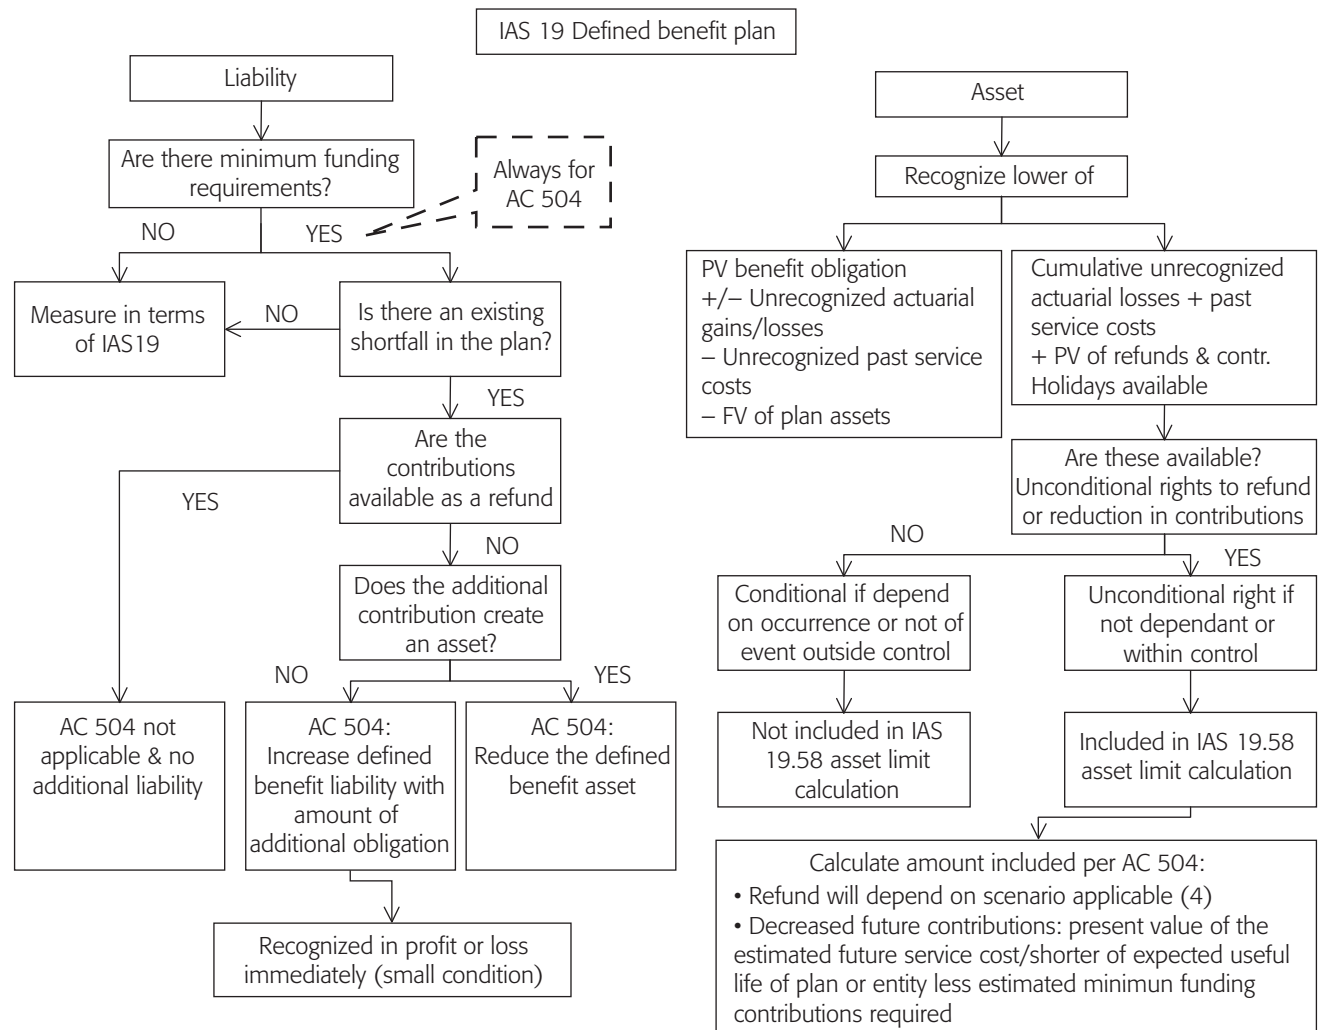 IAS 19 Defined benefit plan
Liability
Are there minimum funding
requirements?
Always for
AC 504
NO
YES
Measure in terms
of IAS19
NO
Is there an existing
shortfall in the plan?
YES
Are the
contributions
available as a refund
YES
NO
Does the additional
contribution create
an asset?
NO
YES
AC 504 not
applicable & no
additional liability
AC 504:
Increase defined
benefit liability with
amount of
additional obligation
AC 504:
Reduce the defined
benefit asset
Recognized in profit or loss
immediately (small condition)
Asset
Recognize lower of
PV benefit obligation
+/– Unrecognized actuarial
gains/losses
– Unrecognized past service
costs
– FV of plan assets
Cumulative unrecognized
actuarial losses + past
service costs
+ PV of refunds & contr.
Holidays available
Are these available?
Unconditional rights to refund
or reduction in contributions
NO
YES
Conditional if depend
on occurrence or not of
event outside control
Unconditional right if
not dependant or
within control
Not included in IAS
19.58 asset limit
calculation
Included in IAS 19.58
asset limit calculation
Calculate amount included per AC 504:
• Refund will depend on scenario applicable (4)
• Decreased future contributions: present value of the
estimated future service cost/shorter of expected useful
life of plan or entity less estimated minimun funding
contributions required